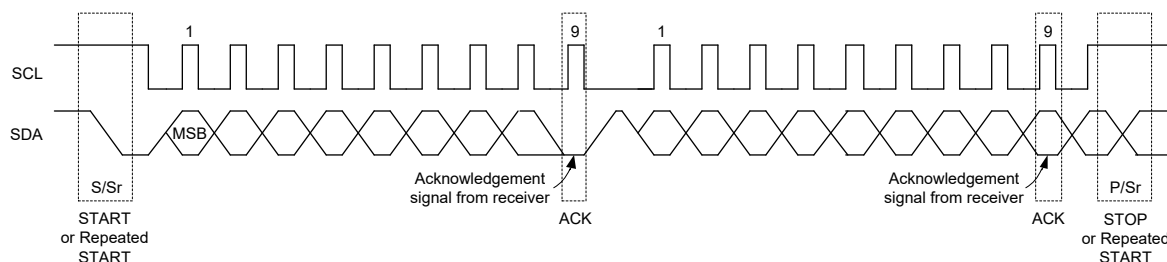 1
9
1
9
SCL
SDA
MSB
S/Sr
Acknowledgement
signal from receiver
Acknowledgement
signal from receiver
P/Sr
START
or Repeated
START
ACK
ACK
STOP
or Repeated
START